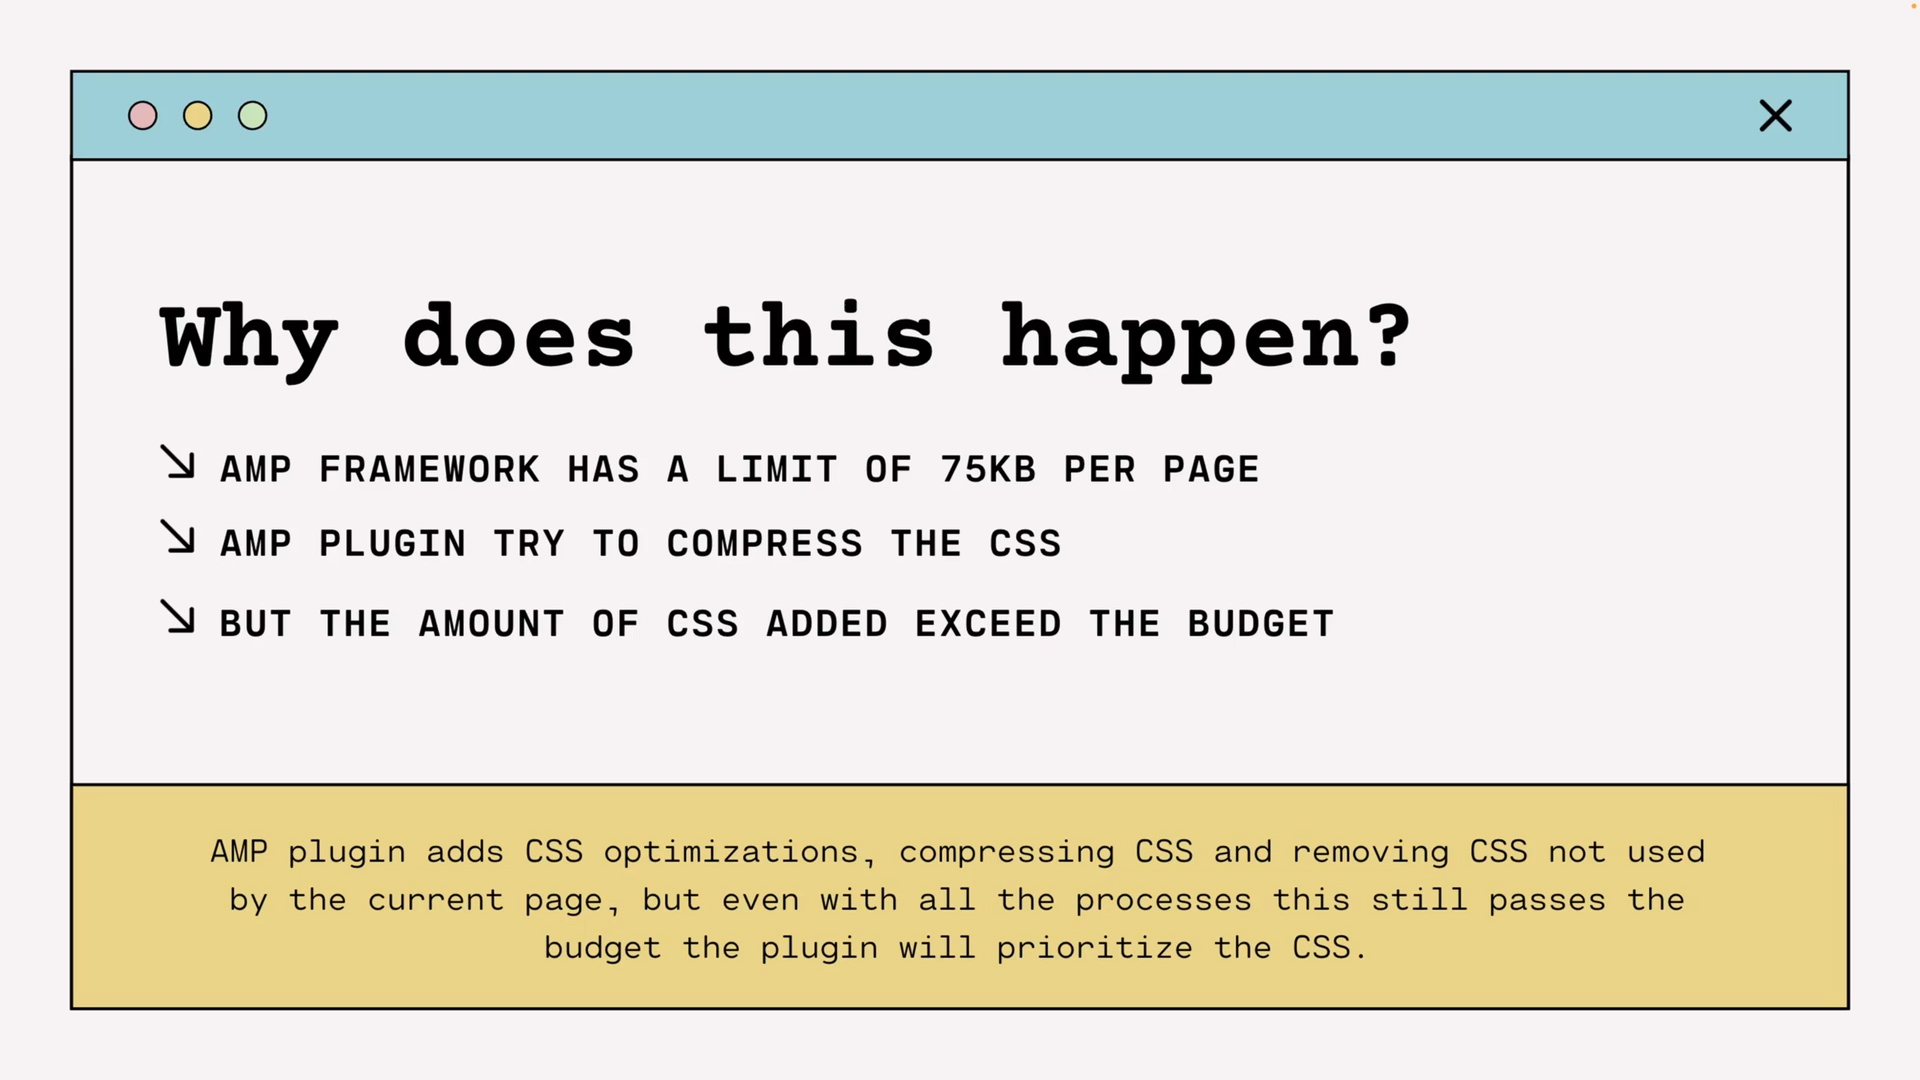 Why does this happen?
AMP FRAMEWORK HAS A LIMIT OF 75KB PER PAGE
AMP PLUGIN TRY TO COMPRESS THE CSS
BUT THE AMOUNT OF CSS ADDED EXCEED THE BUDGET
AMP plugin adds CSS optimizations, compressing CSS and removing CSS not used
by the current page, but even with all the processes this still passes the
budget the plugin will prioritize the CSS.